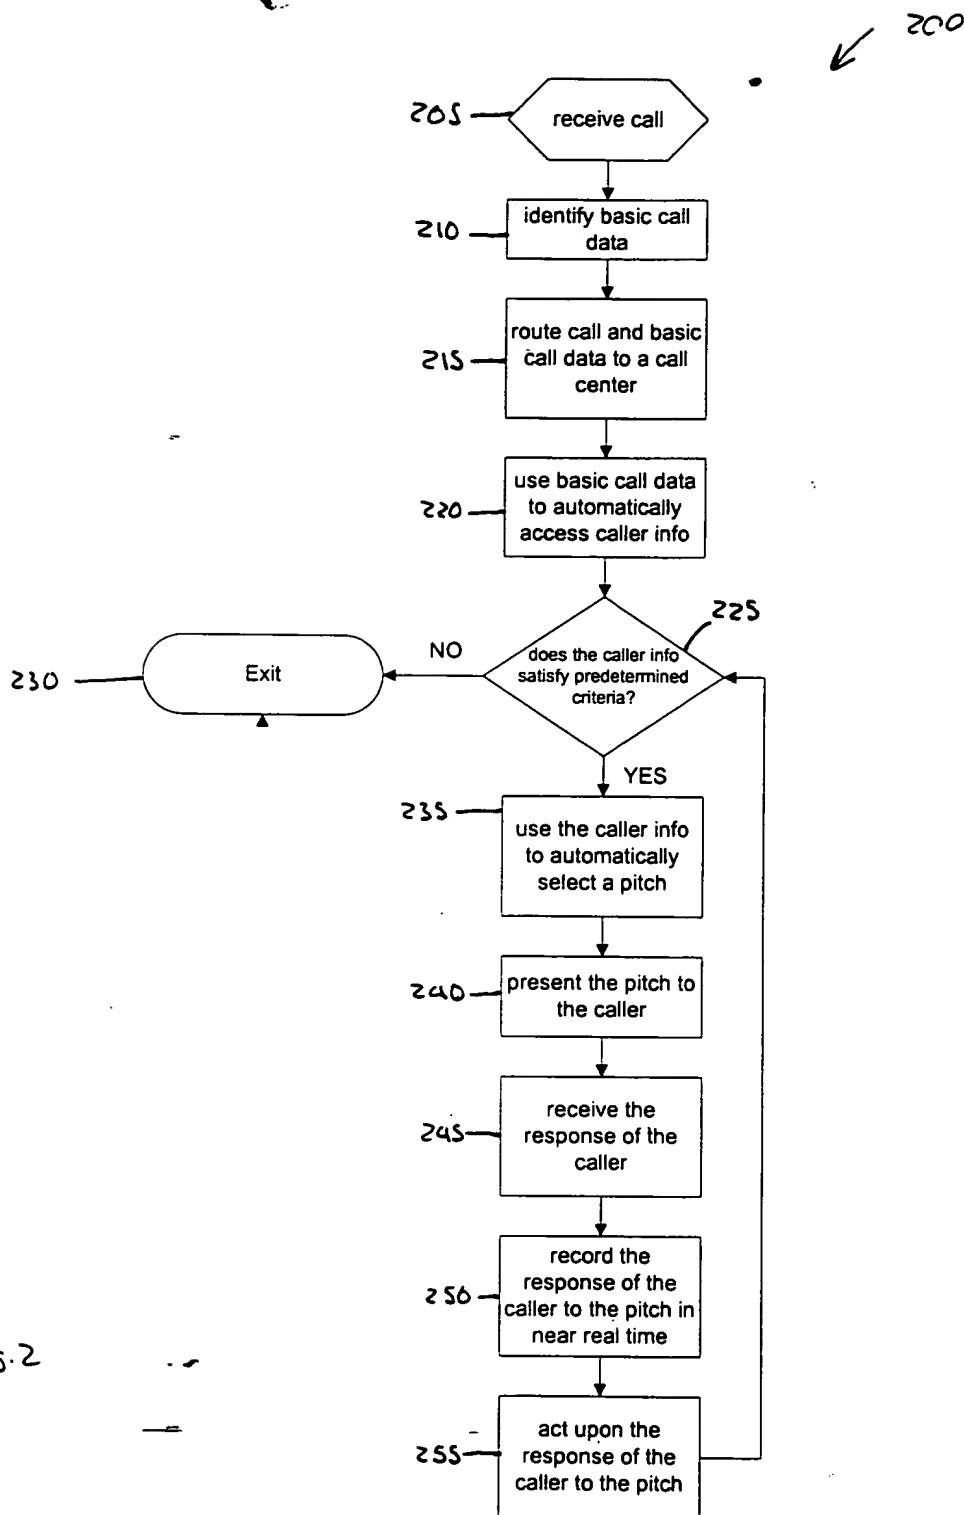 200
205
receive call
210
identify basic call
data
215
route call and basic
call data to a call
center
220
use basic call data
to automatically
access caller info
225
does the caller info
satisfy predetermined
criteria?
NO
230
Exit
YES
235
use the caller info
to automatically
select a pitch
240
present the pitch to
the caller
245
receive the
response of the
caller
250
record the
response of the
caller to the pitch in
near real time
.2
255
act upon the
response of the
caller to the pitch